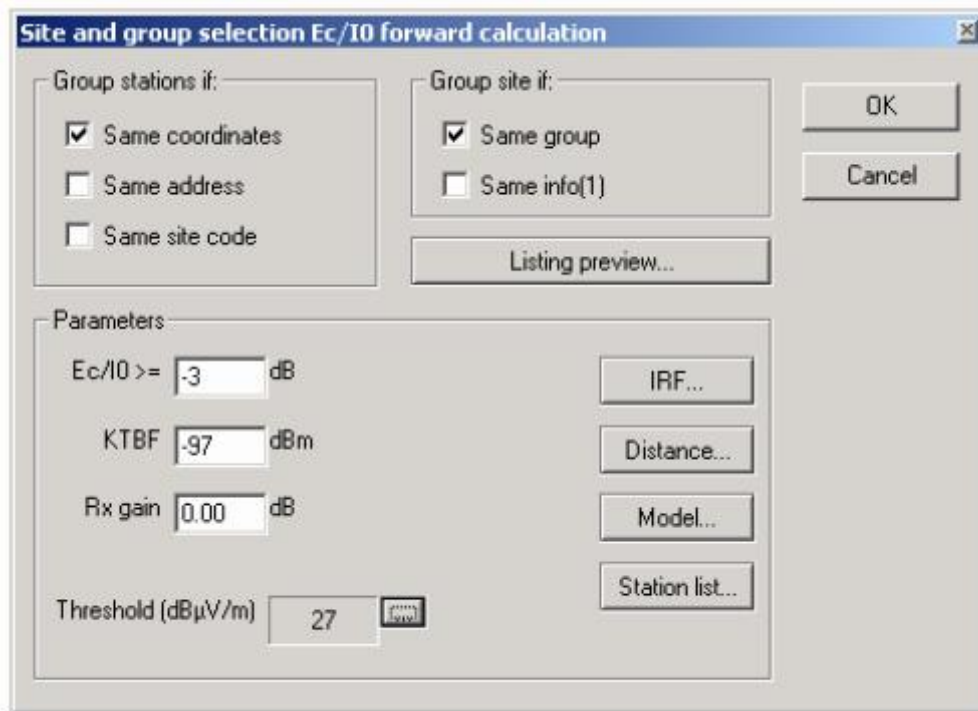 Site and group selection Ec/I0 forward calculation
Group stations if:
Same coordinates
Same address
Same site code
Group site if:
Same group
Same info(1)
Listing preview...
OK
Cancel
Parameters
Ec/I0 >= -3 dB
KTBF -97 dBm
Rx gain 0.00 dB
Threshold (dBµV/m) 27
IRF...
Distance...
Model...
Station list...